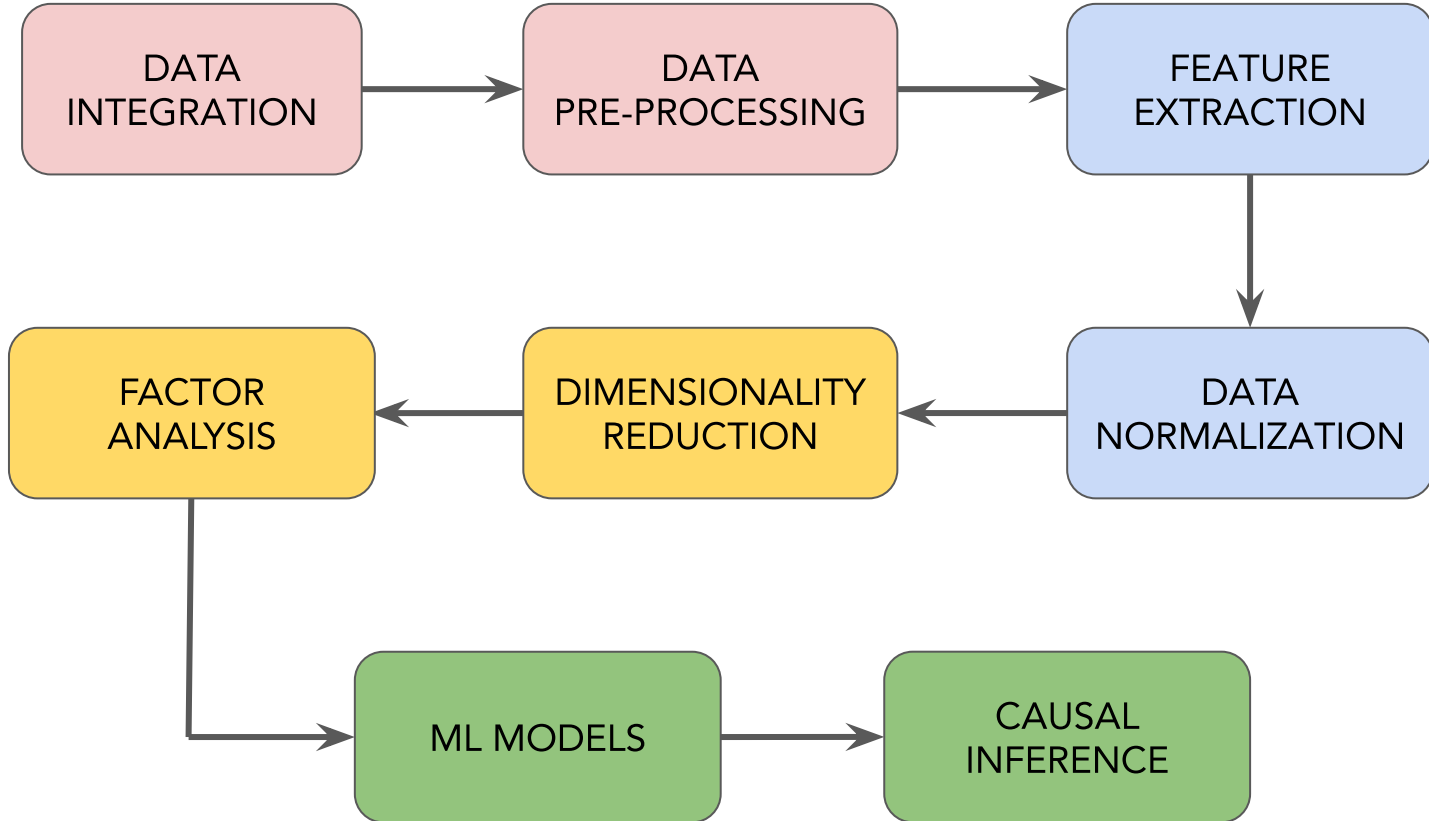 DATA
INTEGRATION
DATA
PRE-PROCESSING
FEATURE
EXTRACTION
FACTOR
ANALYSIS
DIMENSIONALITY
REDUCTION
DATA
NORMALIZATION
ML MODELS
CAUSAL
INFERENCE